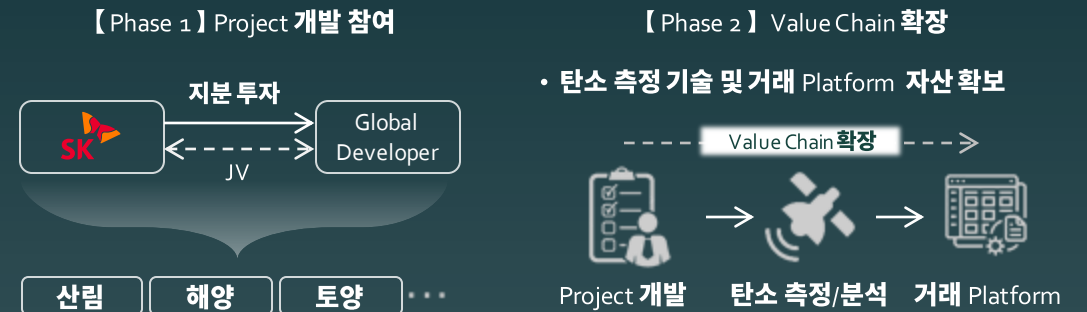 【 Phase 1 】 Project 개발 참여
지분 투자
SK
Global
Developer
JV
산림
해양
토양
···
【 Phase 2 】 Value Chain 확장
• 탄소 측정 기술 및 거래 Platform 자산 확보
Value Chain 확장
Project 개발
탄소 측정/분석
거래 Platform